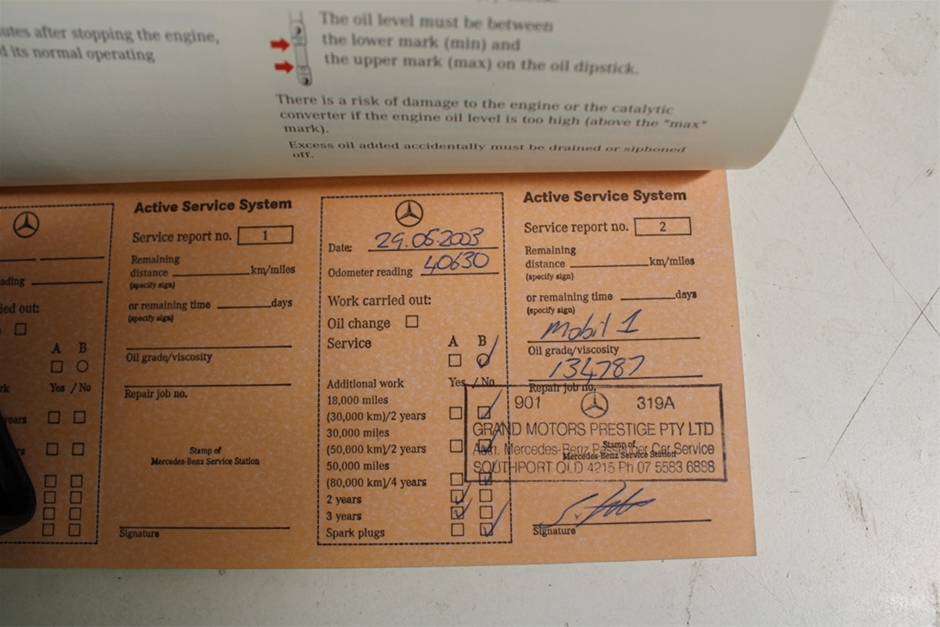 utes after stopping the engine,
d its normal operating
The oil level must be between
the lower mark (min) and
the upper mark (max) on the oil dipstick.
There is a risk of damage to the engine or the catalytic
converter if the engine oil level is too high (above the "max"
mark).
Excess oil added accidentally must be drained or siphoned
off.
ading
ied out:
A B
Yes / No
rk
years
rs
Active Service System
Service report no. 1
Remaining
distance km/miles
(specify sign)
or remaining time days
(specify sign)
Oil grade/viscosity
Repair job no.
Stamp of
Mercedes-Benz Service Station
Signature
Date: 29.05.2003
Odometer reading 40630
Work carried out:
Oil change
Service A B
Additional work Yes / No
18,000 miles
(30,000 km)/2 years
30,000 miles
(50,000 km)/2 years
50,000 miles
(80,000 km)/4 years
2 years
3 years
Spark plugs
Active Service System
Service report no. 2
Remaining
distance km/miles
(specify sign)
or remaining time days
(specify sign)
Mobil 1
Oil grade/viscosity
134787
Repair job no.
901 319A
GRAND MOTORS PRESTIGE PTY LTD
Mercedes-Benz Passenger Car Service
Stamp of
Mercedes-Benz Service Station
SOUTHPORT QLD 4215 Ph 07 5583 6888
Signature